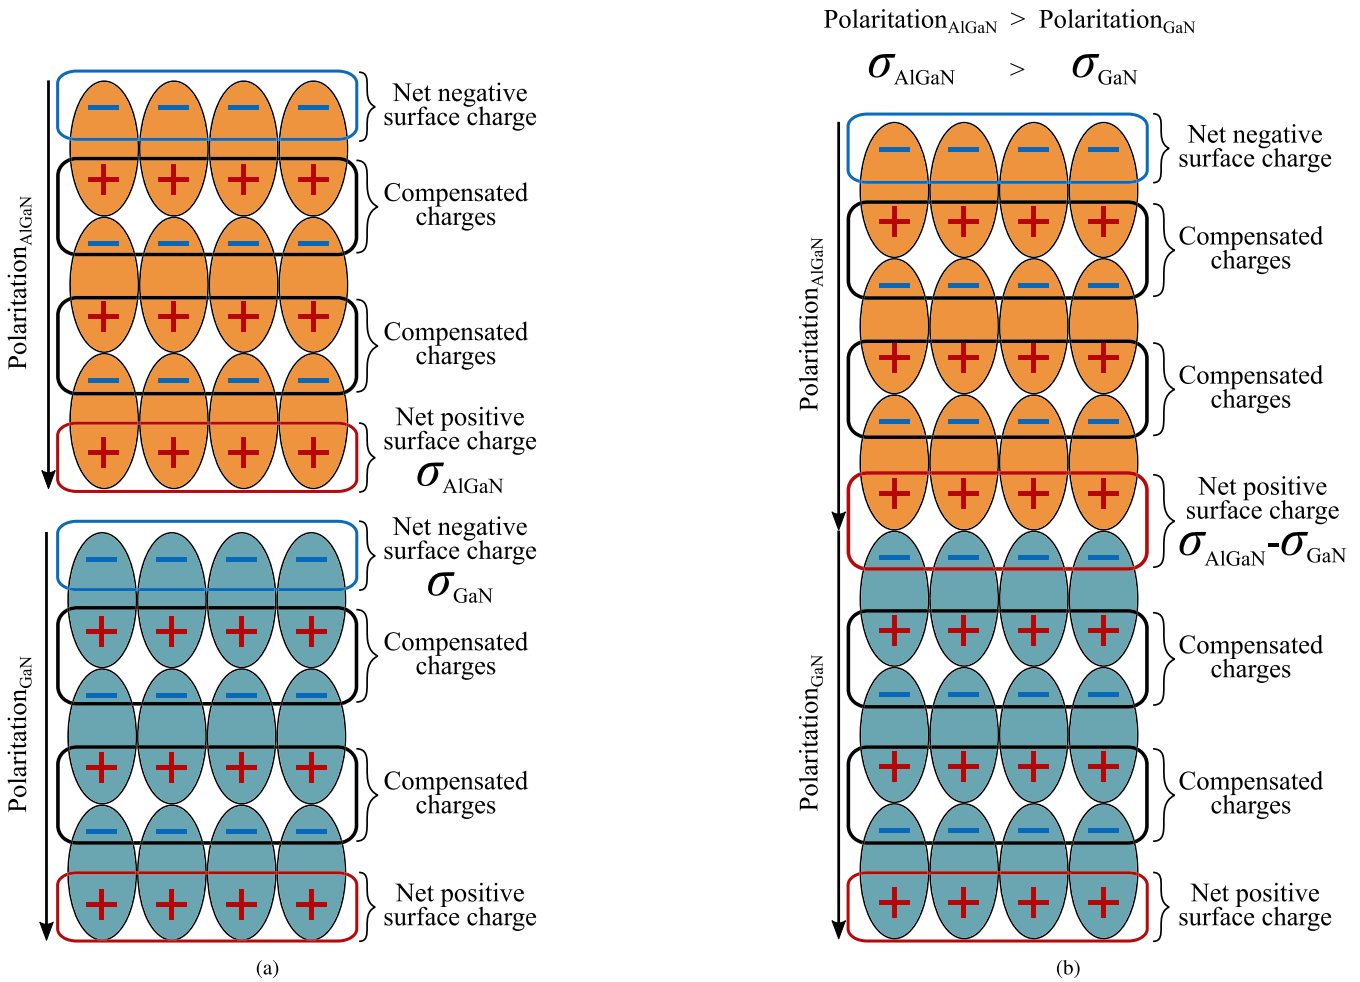 Polaritation_AlGaN
Net negative
surface charge
Compensated
charges
Compensated
charges
Net positive
surface charge
σ_AlGaN
Polaritation_GaN
Net negative
surface charge
σ_GaN
Compensated
charges
Compensated
charges
Net positive
surface charge
(a)
Polaritation_AlGaN > Polaritation_GaN
σ_AlGaN > σ_GaN
Polaritation_AlGaN
Net negative
surface charge
Compensated
charges
Compensated
charges
Net positive
surface charge
σ_AlGaN-σ_GaN
Polaritation_GaN
Compensated
charges
Compensated
charges
Net positive
surface charge
(b)